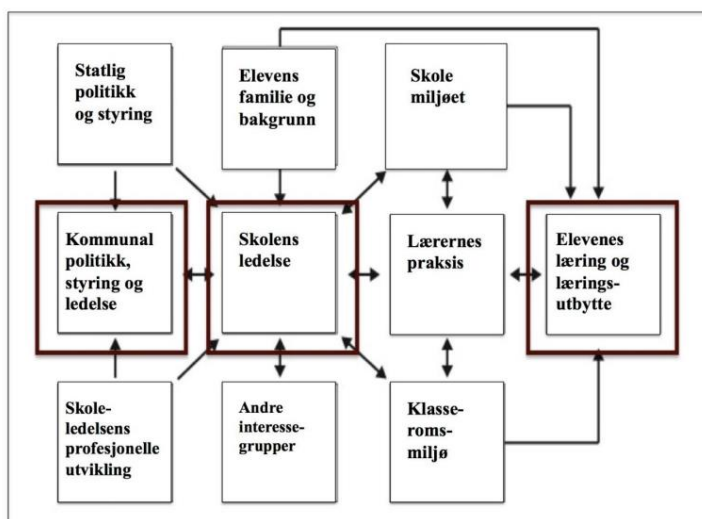 Statlig
politikk
og styring
Elevens
familie og
bakgrunn
Skole
miljøet
Kommunal
politikk,
styring og
ledelse
Skolens
ledelse
Lærernes
praksis
Elevenes
læring og
lærings-
utbytte
Skole-
ledelsens
profesjonelle
utvikling
Andre
interesse-
grupper
Klasse-
roms-
miljø